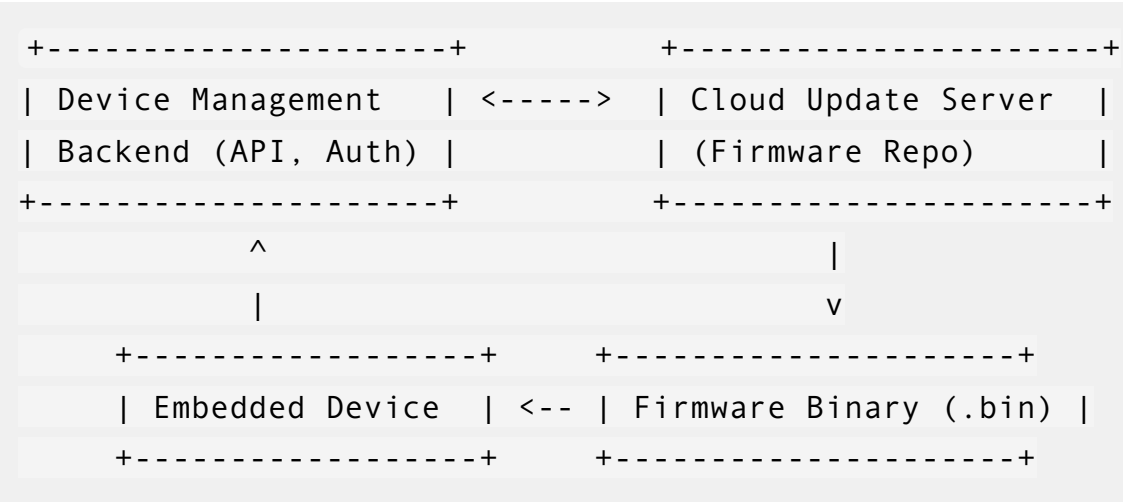 +----------------------+          +----------------------+
| Device Management   | <-----> | Cloud Update Server  |
| Backend (API, Auth) |          | (Firmware Repo)      |
+---------------------+          +----------------------+
            ^                             |
            |                             v
     +------------------+     +---------------------+
     | Embedded Device  | <-- | Firmware Binary (.bin) |
     +------------------+     +---------------------+